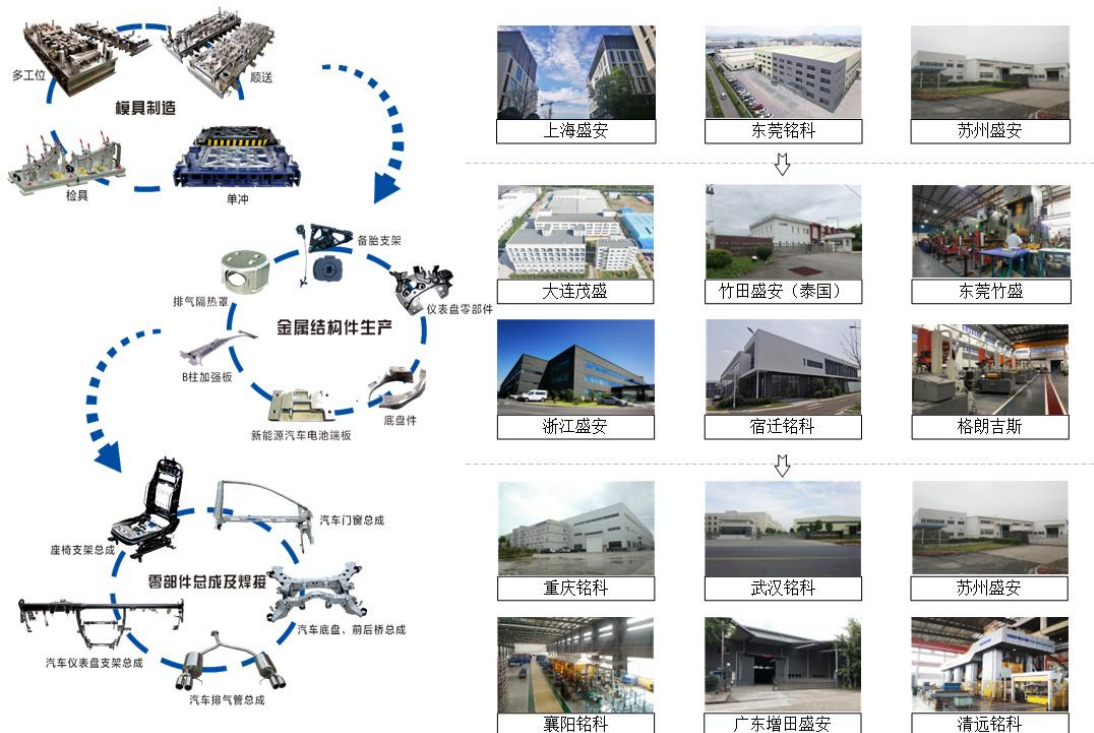 多工位
顺送
模具制造
检具
单冲
备胎支架
排气隔热罩
仪表盘零部件
金属结构件生产
B柱加强板
底盘件
新能源汽车电池端板
汽车门窗总成
座椅支架总成
零部件总成及焊接
汽车底盘、前后桥总成
汽车仪表盘支架总成
汽车排气管总成
上海盛安
东莞铭科
苏州盛安
大连茂盛
竹田盛安（泰国）
东莞竹盛
浙江盛安
宿迁铭科
格朗吉斯
重庆铭科
武汉铭科
苏州盛安
襄阳铭科
广东增田盛安
清远铭科